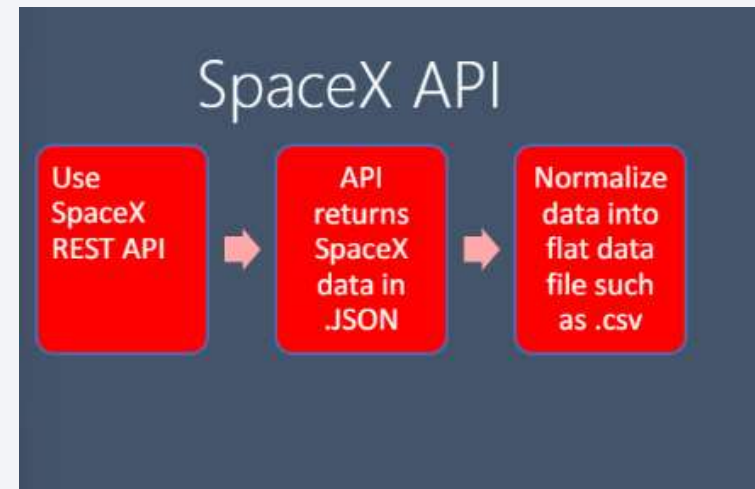 SpaceX API
Use
SpaceX
REST API
API
returns
SpaceX
data in
.JSON
Normalize
data into
flat data
file such
as .csv